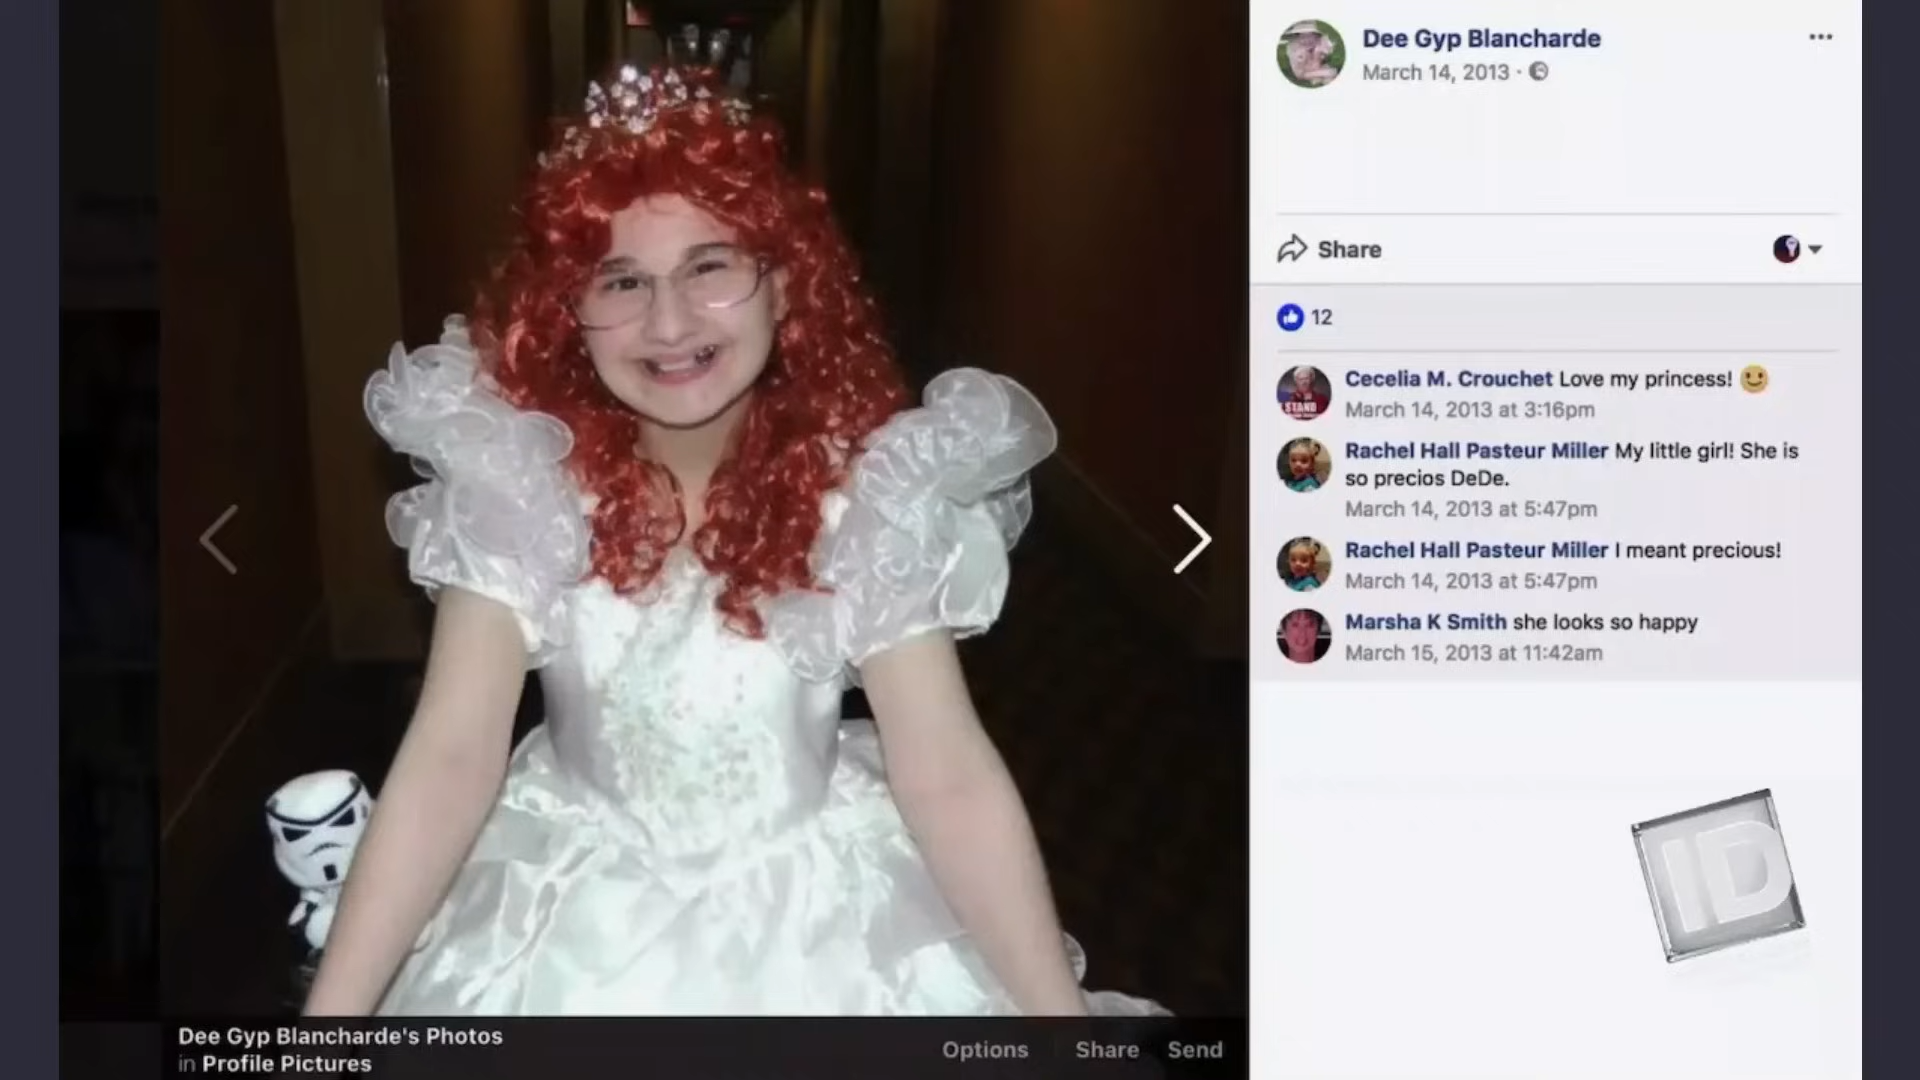 Dee Gyp Blancharde
March 14, 2013 ·
Share
12
Cecelia M. Crouchet Love my princess! 🙂
March 14, 2013 at 3:16pm
Rachel Hall Pasteur Miller My little girl! She is
so precios DeDe.
March 14, 2013 at 5:47pm
Rachel Hall Pasteur Miller I meant precious!
March 14, 2013 at 5:47pm
Marsha K Smith she looks so happy
March 15, 2013 at 11:42am
STAND
ID
Dee Gyp Blancharde's Photos
in Profile Pictures
Options Share Send